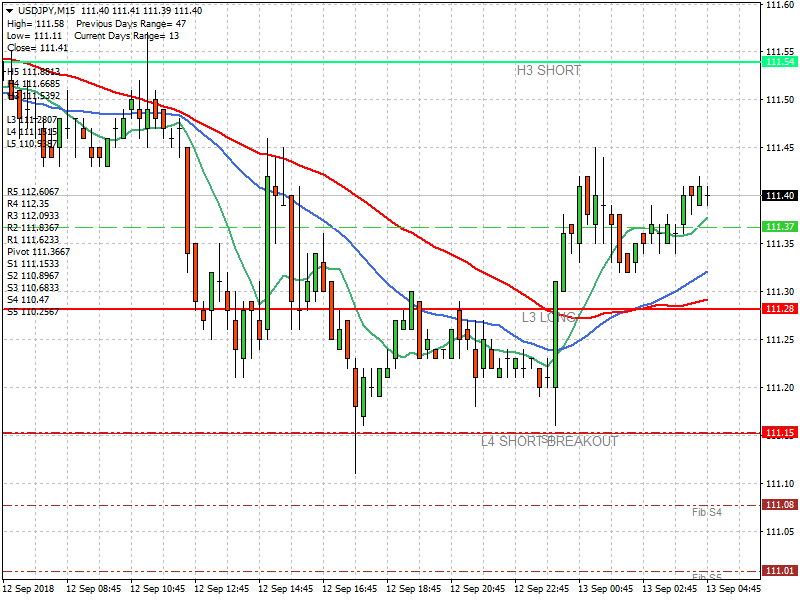 USDJPY,M15 111.40 111.41 111.39 111.40
High= 111.58 Previous Days Range= 47
Low= 111.11 Current Days Range= 13
Close= 111.41
H5 111.8813
H4 111.6685
H3 111.5392
L3 111.2807
L4 111.1515
L5 110.9387
R5 112.6067
R4 112.35
R3 112.0933
R2 111.8367
R1 111.6233
Pivot 111.3667
S1 111.1533
S2 110.8967
S3 110.6833
S4 110.47
S5 110.2567
H3 SHORT
L3 LONG
L4 SHORT BREAKOUT
S1
Fib S4
Fib S5
111.60
111.55
111.54
111.50
111.45
111.40
111.37
111.35
111.30
111.28
111.25
111.20
111.15
111.10
111.08
111.05
111.01
12 Sep 2018
12 Sep 08:45
12 Sep 10:45
12 Sep 12:45
12 Sep 14:45
12 Sep 16:45
12 Sep 18:45
12 Sep 20:45
12 Sep 22:45
13 Sep 00:45
13 Sep 02:45
13 Sep 04:45